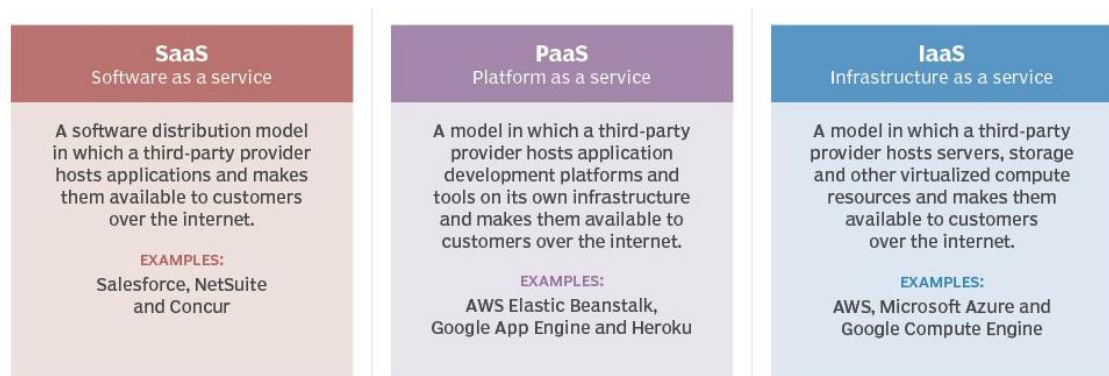 SaaS
Software as a service
A software distribution model
in which a third-party provider
hosts applications and makes
them available to customers
over the internet.
EXAMPLES:
Salesforce, NetSuite
and Concur
PaaS
Platform as a service
A model in which a third-party
provider hosts application
development platforms and
tools on its own infrastructure
and makes them available to
customers over the internet.
EXAMPLES:
AWS Elastic Beanstalk,
Google App Engine and Heroku
IaaS
Infrastructure as a service
A model in which a third-party
provider hosts servers, storage
and other virtualized compute
resources and makes them
available to customers
over the internet.
EXAMPLES:
AWS, Microsoft Azure and
Google Compute Engine